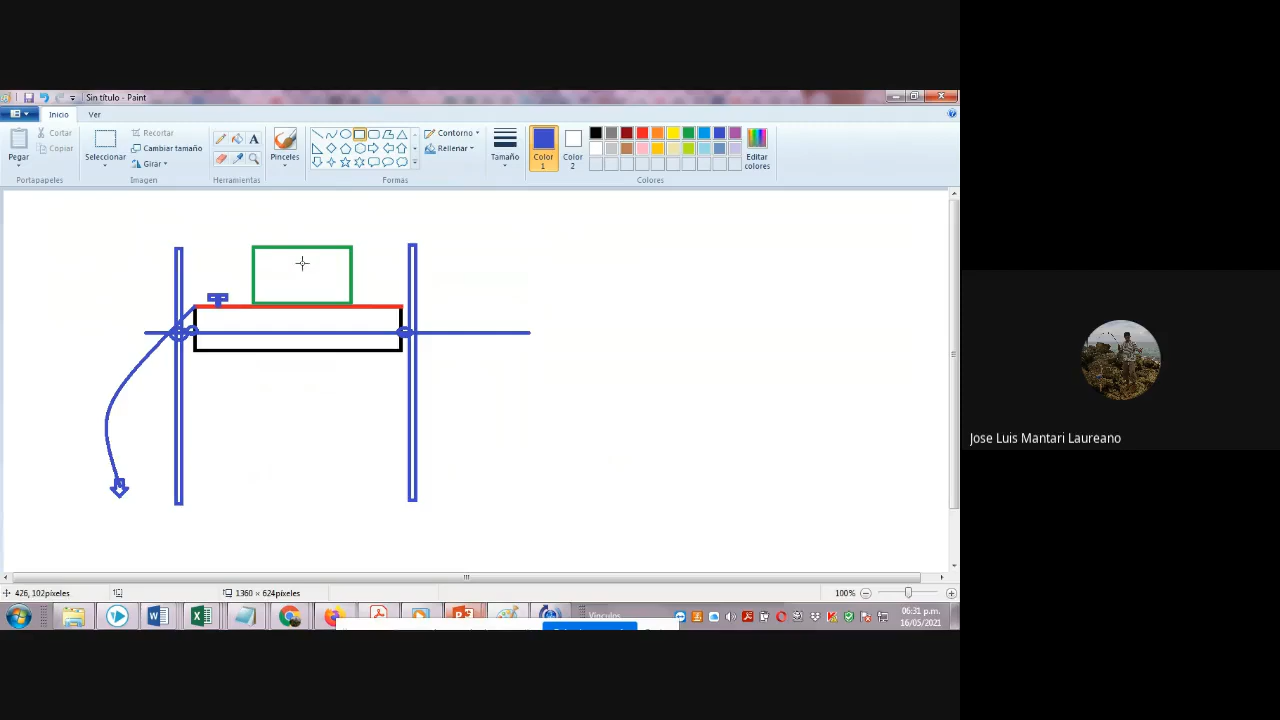 Sin título - Paint
Inicio
Ver
Pegar
Cortar
Copiar
Portapapeles
Seleccionar
Recortar
Cambiar tamaño
Girar
Imagen
A
Herramientas
Pinceles
Contorno
Rellenar
Formas
Tamaño
Color
1
Color
2
Editar
colores
Colores
Jose Luis Mantari Laureano
426, 102píxeles
1360 × 624píxeles
100%
Vínculos
06:31 p.m.
16/05/2021